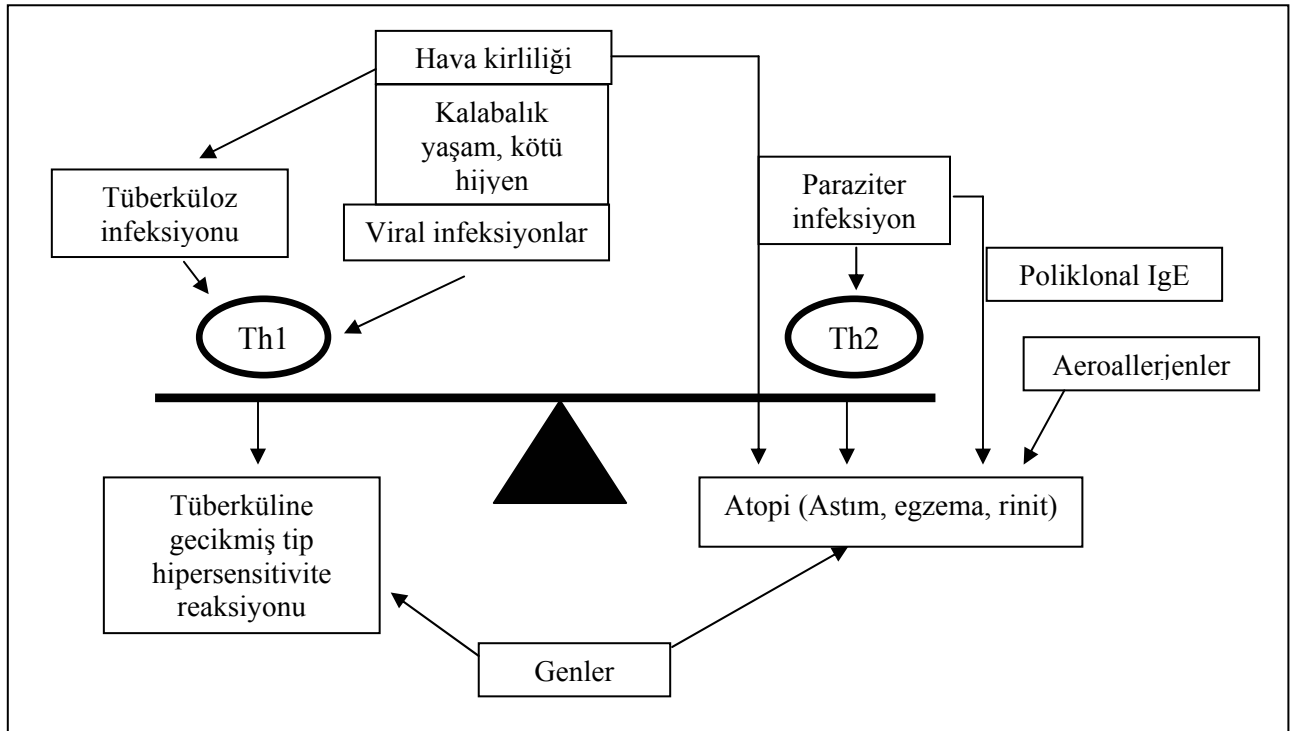 Hava kirliliği
Kalabalık
yaşam, kötü
hijyen
Viral infeksiyonlar
Tüberküloz
infeksiyonu
Paraziter
infeksiyon
Poliklonal IgE
Th1
Th2
Aeroallerjenler
Tüberküline
gecikmiş tip
hipersensitivite
reaksiyonu
Atopi (Astım, egzema, rinit)
Genler